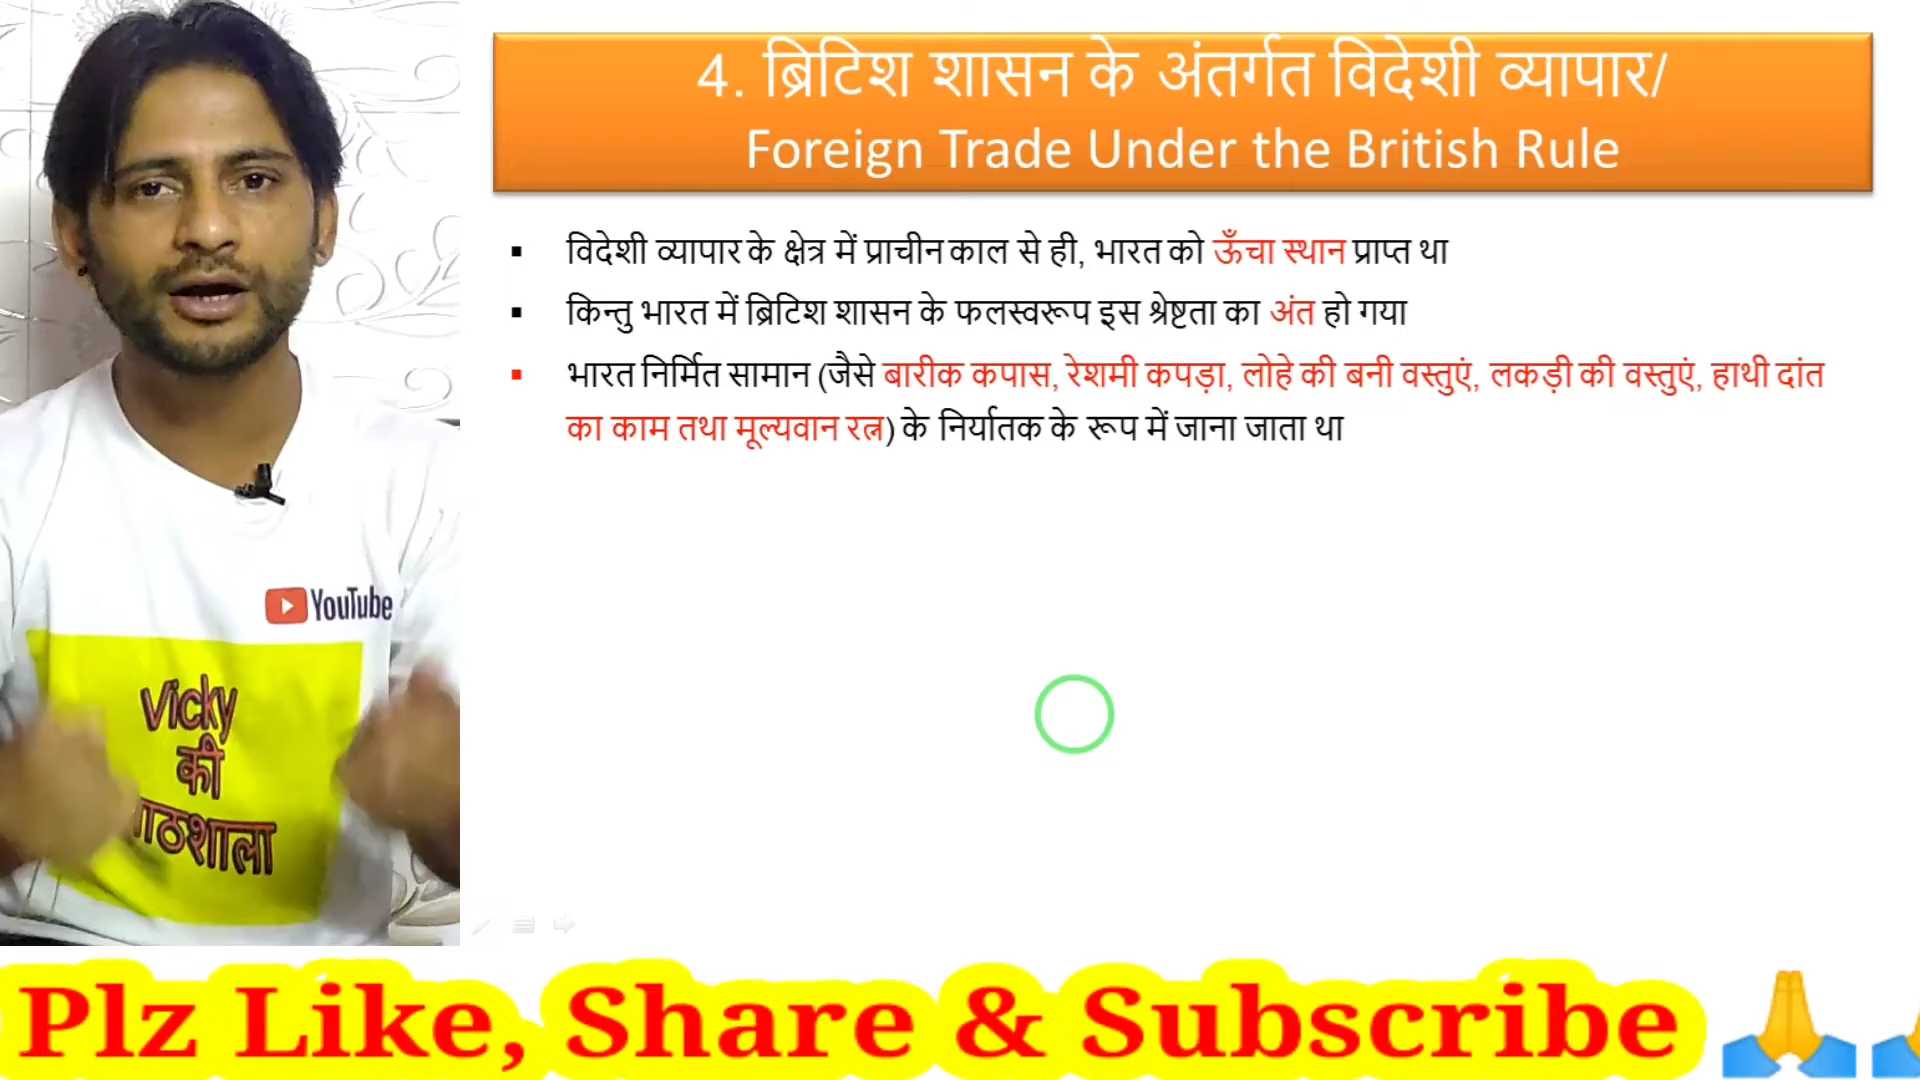 4. ब्रिटिश शासन के अंतर्गत विदेशी व्यापार/
Foreign Trade Under the British Rule
▪ विदेशी व्यापार के क्षेत्र में प्राचीन काल से ही, भारत को ऊँचा स्थान प्राप्त था
▪ किन्तु भारत में ब्रिटिश शासन के फलस्वरूप इस श्रेष्टता का अंत हो गया
▪ भारत निर्मित सामान (जैसे बारीक कपास, रेशमी कपड़ा, लोहे की बनी वस्तुएं, लकड़ी की वस्तुएं, हाथी दांत
का काम तथा मूल्यवान रत्न) के निर्यातक के रूप में जाना जाता था
YouTube
Vicky
की
पाठशाला
Plz Like, Share & Subscribe